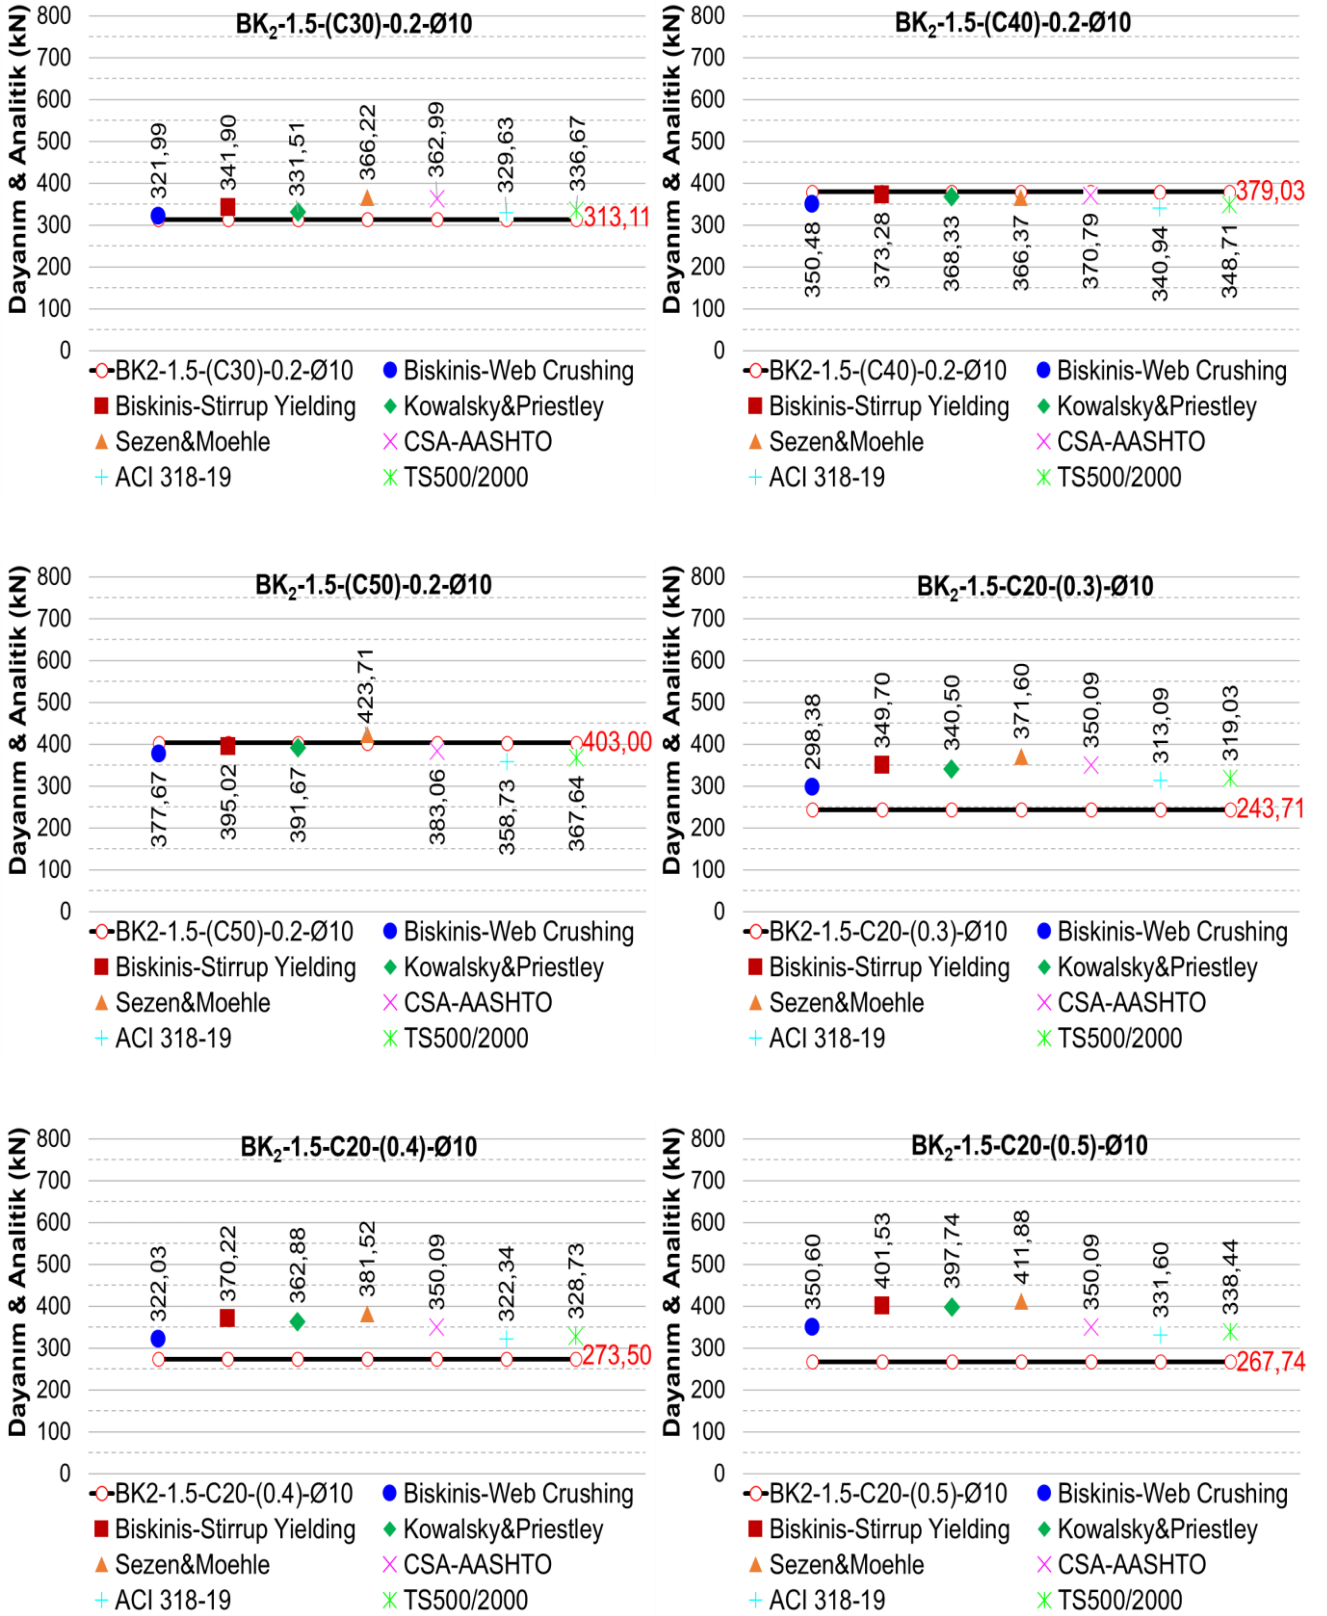 Dayanım & Analitik (kN)
BK₂-1.5-(C30)-0.2-Ø10
800
700
600
500
400
300
200
100
0
321,99
341,90
331,51
366,22
362,99
329,63
336,67
313,11
BK2-1.5-(C30)-0.2-Ø10
Biskinis-Web Crushing
Biskinis-Stirrup Yielding
Kowalsky&Priestley
Sezen&Moehle
CSA-AASHTO
ACI 318-19
TS500/2000
Dayanım & Analitik (kN)
BK₂-1.5-(C40)-0.2-Ø10
800
700
600
500
400
300
200
100
0
350,48
373,28
368,33
366,37
370,79
340,94
348,71
379,03
BK2-1.5-(C40)-0.2-Ø10
Biskinis-Web Crushing
Biskinis-Stirrup Yielding
Kowalsky&Priestley
Sezen&Moehle
CSA-AASHTO
ACI 318-19
TS500/2000
Dayanım & Analitik (kN)
BK₂-1.5-(C50)-0.2-Ø10
800
700
600
500
400
300
200
100
0
377,67
395,02
391,67
423,71
383,06
358,73
367,64
403,00
BK2-1.5-(C50)-0.2-Ø10
Biskinis-Web Crushing
Biskinis-Stirrup Yielding
Kowalsky&Priestley
Sezen&Moehle
CSA-AASHTO
ACI 318-19
TS500/2000
Dayanım & Analitik (kN)
BK₂-1.5-C20-(0.3)-Ø10
800
700
600
500
400
300
200
100
0
298,38
349,70
340,50
371,60
350,09
313,09
319,03
243,71
BK2-1.5-C20-(0.3)-Ø10
Biskinis-Web Crushing
Biskinis-Stirrup Yielding
Kowalsky&Priestley
Sezen&Moehle
CSA-AASHTO
ACI 318-19
TS500/2000
Dayanım & Analitik (kN)
BK₂-1.5-C20-(0.4)-Ø10
800
700
600
500
400
300
200
100
0
322,03
370,22
362,88
381,52
350,09
322,34
328,73
273,50
BK2-1.5-C20-(0.4)-Ø10
Biskinis-Web Crushing
Biskinis-Stirrup Yielding
Kowalsky&Priestley
Sezen&Moehle
CSA-AASHTO
ACI 318-19
TS500/2000
Dayanım & Analitik (kN)
BK₂-1.5-C20-(0.5)-Ø10
800
700
600
500
400
300
200
100
0
350,60
401,53
397,74
411,88
350,09
331,60
338,44
267,74
BK2-1.5-C20-(0.5)-Ø10
Biskinis-Web Crushing
Biskinis-Stirrup Yielding
Kowalsky&Priestley
Sezen&Moehle
CSA-AASHTO
ACI 318-19
TS500/2000